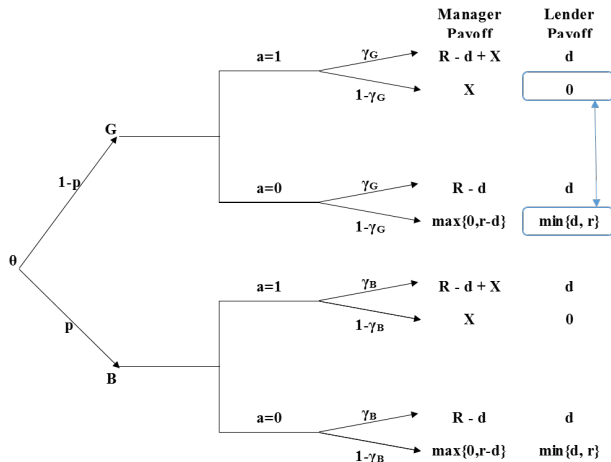 Manager Lender
Payoff Payoff
a=1 γG R - d + X d
1-γG X 0
G
1-p
a=0 γG R - d d
1-γG max{0,r-d} min{d, r}
θ
a=1 γB R - d + X d
1-γB X 0
p
B
a=0 γB R - d d
1-γB max{0,r-d} min{d, r}